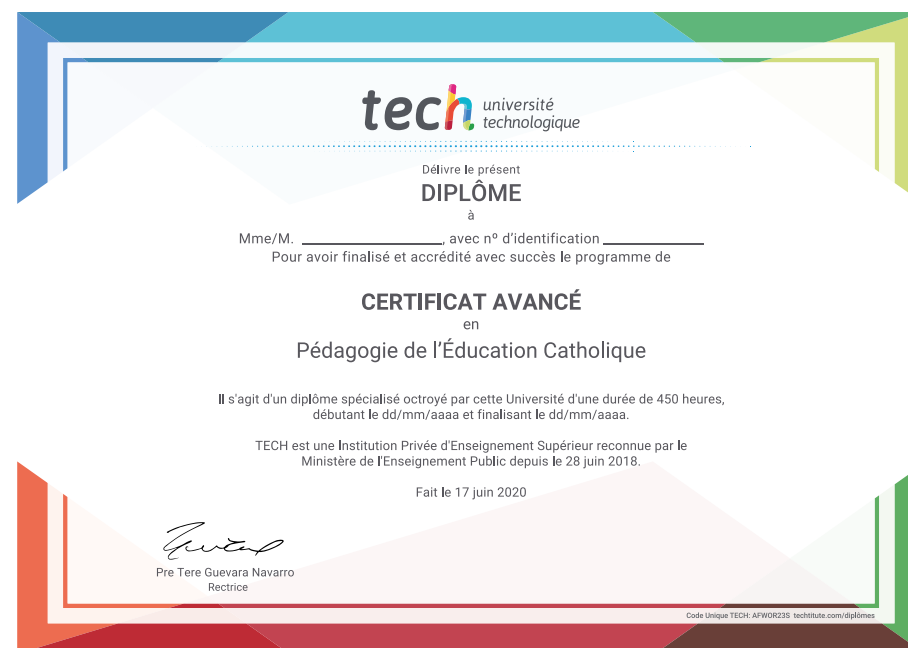 tech université
technologique
Délivre le présent
DIPLÔME
à
Mme/M. ____________________, avec nº d'identification ______________
Pour avoir finalisé et accrédité avec succès le programme de
CERTIFICAT AVANCÉ
en
Pédagogie de l'Éducation Catholique
Il s'agit d'un diplôme spécialisé octroyé par cette Université d'une durée de 450 heures,
débutant le dd/mm/aaaa et finalisant le dd/mm/aaaa.
TECH est une Institution Privée d'Enseignement Supérieur reconnue par le
Ministère de l'Enseignement Public depuis le 28 juin 2018.
Fait le 17 juin 2020
Pre Tere Guevara Navarro
Rectrice
Code Unique TECH: AFWOR23S techtitute.com/diplômes